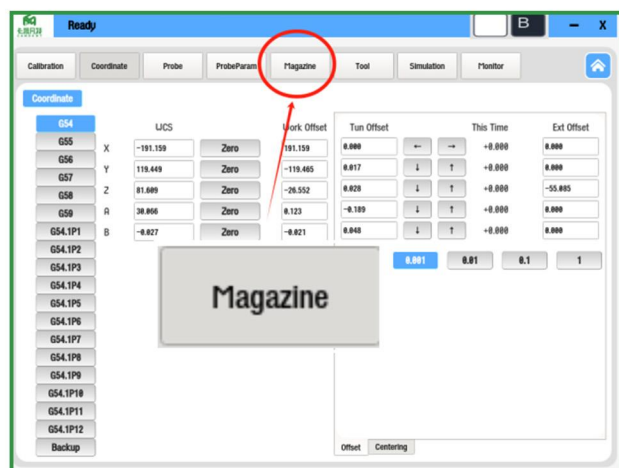 Ready
B
-
X
Calibration Coordinate Probe ProbeParam Magazine Tool Simulation Monitor
Coordinate
UCS Work Offset Tun Offset This Time Ext Offset
G54
G55
G56
G57
G58
G59
G54.1P1
G54.1P2
G54.1P3
G54.1P4
G54.1P5
G54.1P6
G54.1P7
G54.1P8
G54.1P9
G54.1P10
G54.1P11
G54.1P12
Backup
X -191.159 Zero 191.159 0.000 ← → +0.000 0.000
Y 119.449 Zero -119.465 0.017 ↓ ↑ +0.000 0.000
Z 81.609 Zero -26.552 0.028 ↓ ↑ +0.000 -55.085
A 30.066 Zero 0.123 -0.189 ↓ ↑ +0.000 0.000
B -0.027 Zero -0.021 0.048 ↓ ↑ +0.000 0.000
0.001 0.01 0.1 1
Magazine
Offset Centering